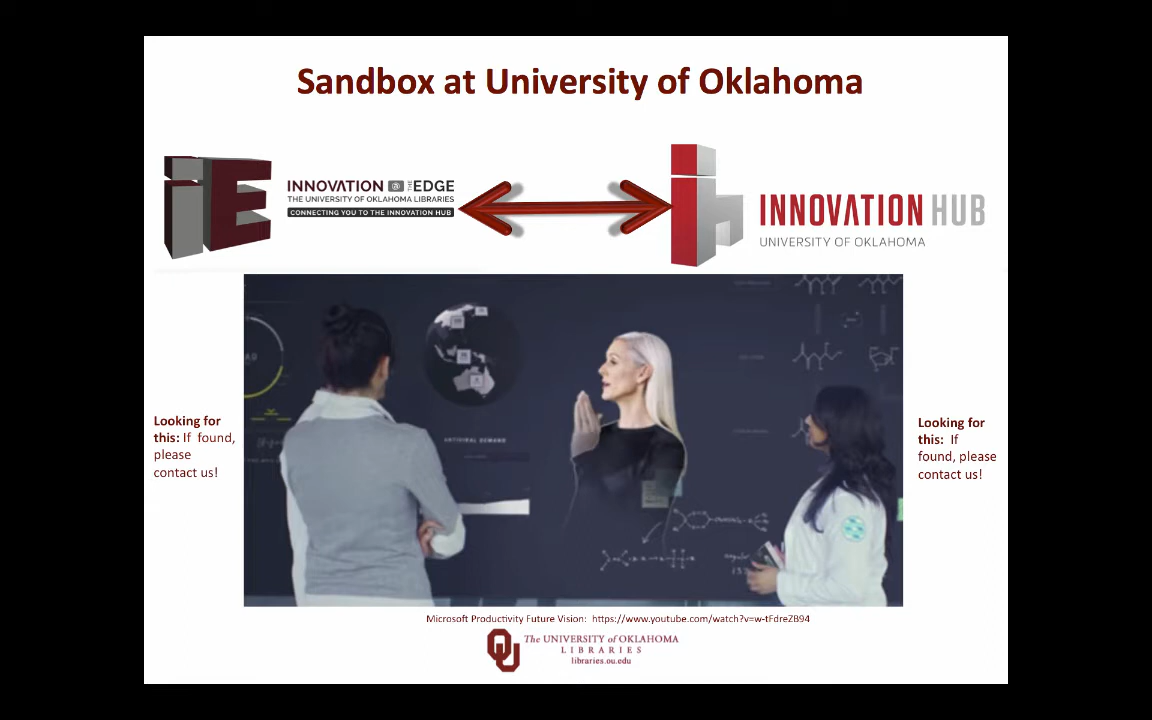 Sandbox at University of Oklahoma
INNOVATION @ THE EDGE
THE UNIVERSITY OF OKLAHOMA LIBRARIES
CONNECTING YOU TO THE INNOVATION HUB
INNOVATION HUB
UNIVERSITY OF OKLAHOMA
Looking for
this: If found,
please
contact us!
ANTIVIRAL DEMAND
Looking for
this: If
found, please
contact us!
Microsoft Productivity Future Vision: https://www.youtube.com/watch?v=w-tFdreZB94
OU
The UNIVERSITY of OKLAHOMA
LIBRARIES
libraries.ou.edu